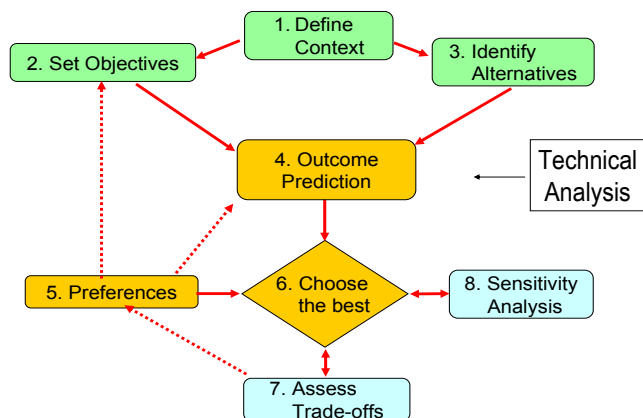 1. Define
Context
2. Set Objectives
3. Identify
Alternatives
4. Outcome
Prediction
Technical
Analysis
5. Preferences
6. Choose
the best
8. Sensitivity
Analysis
7. Assess
Trade-offs